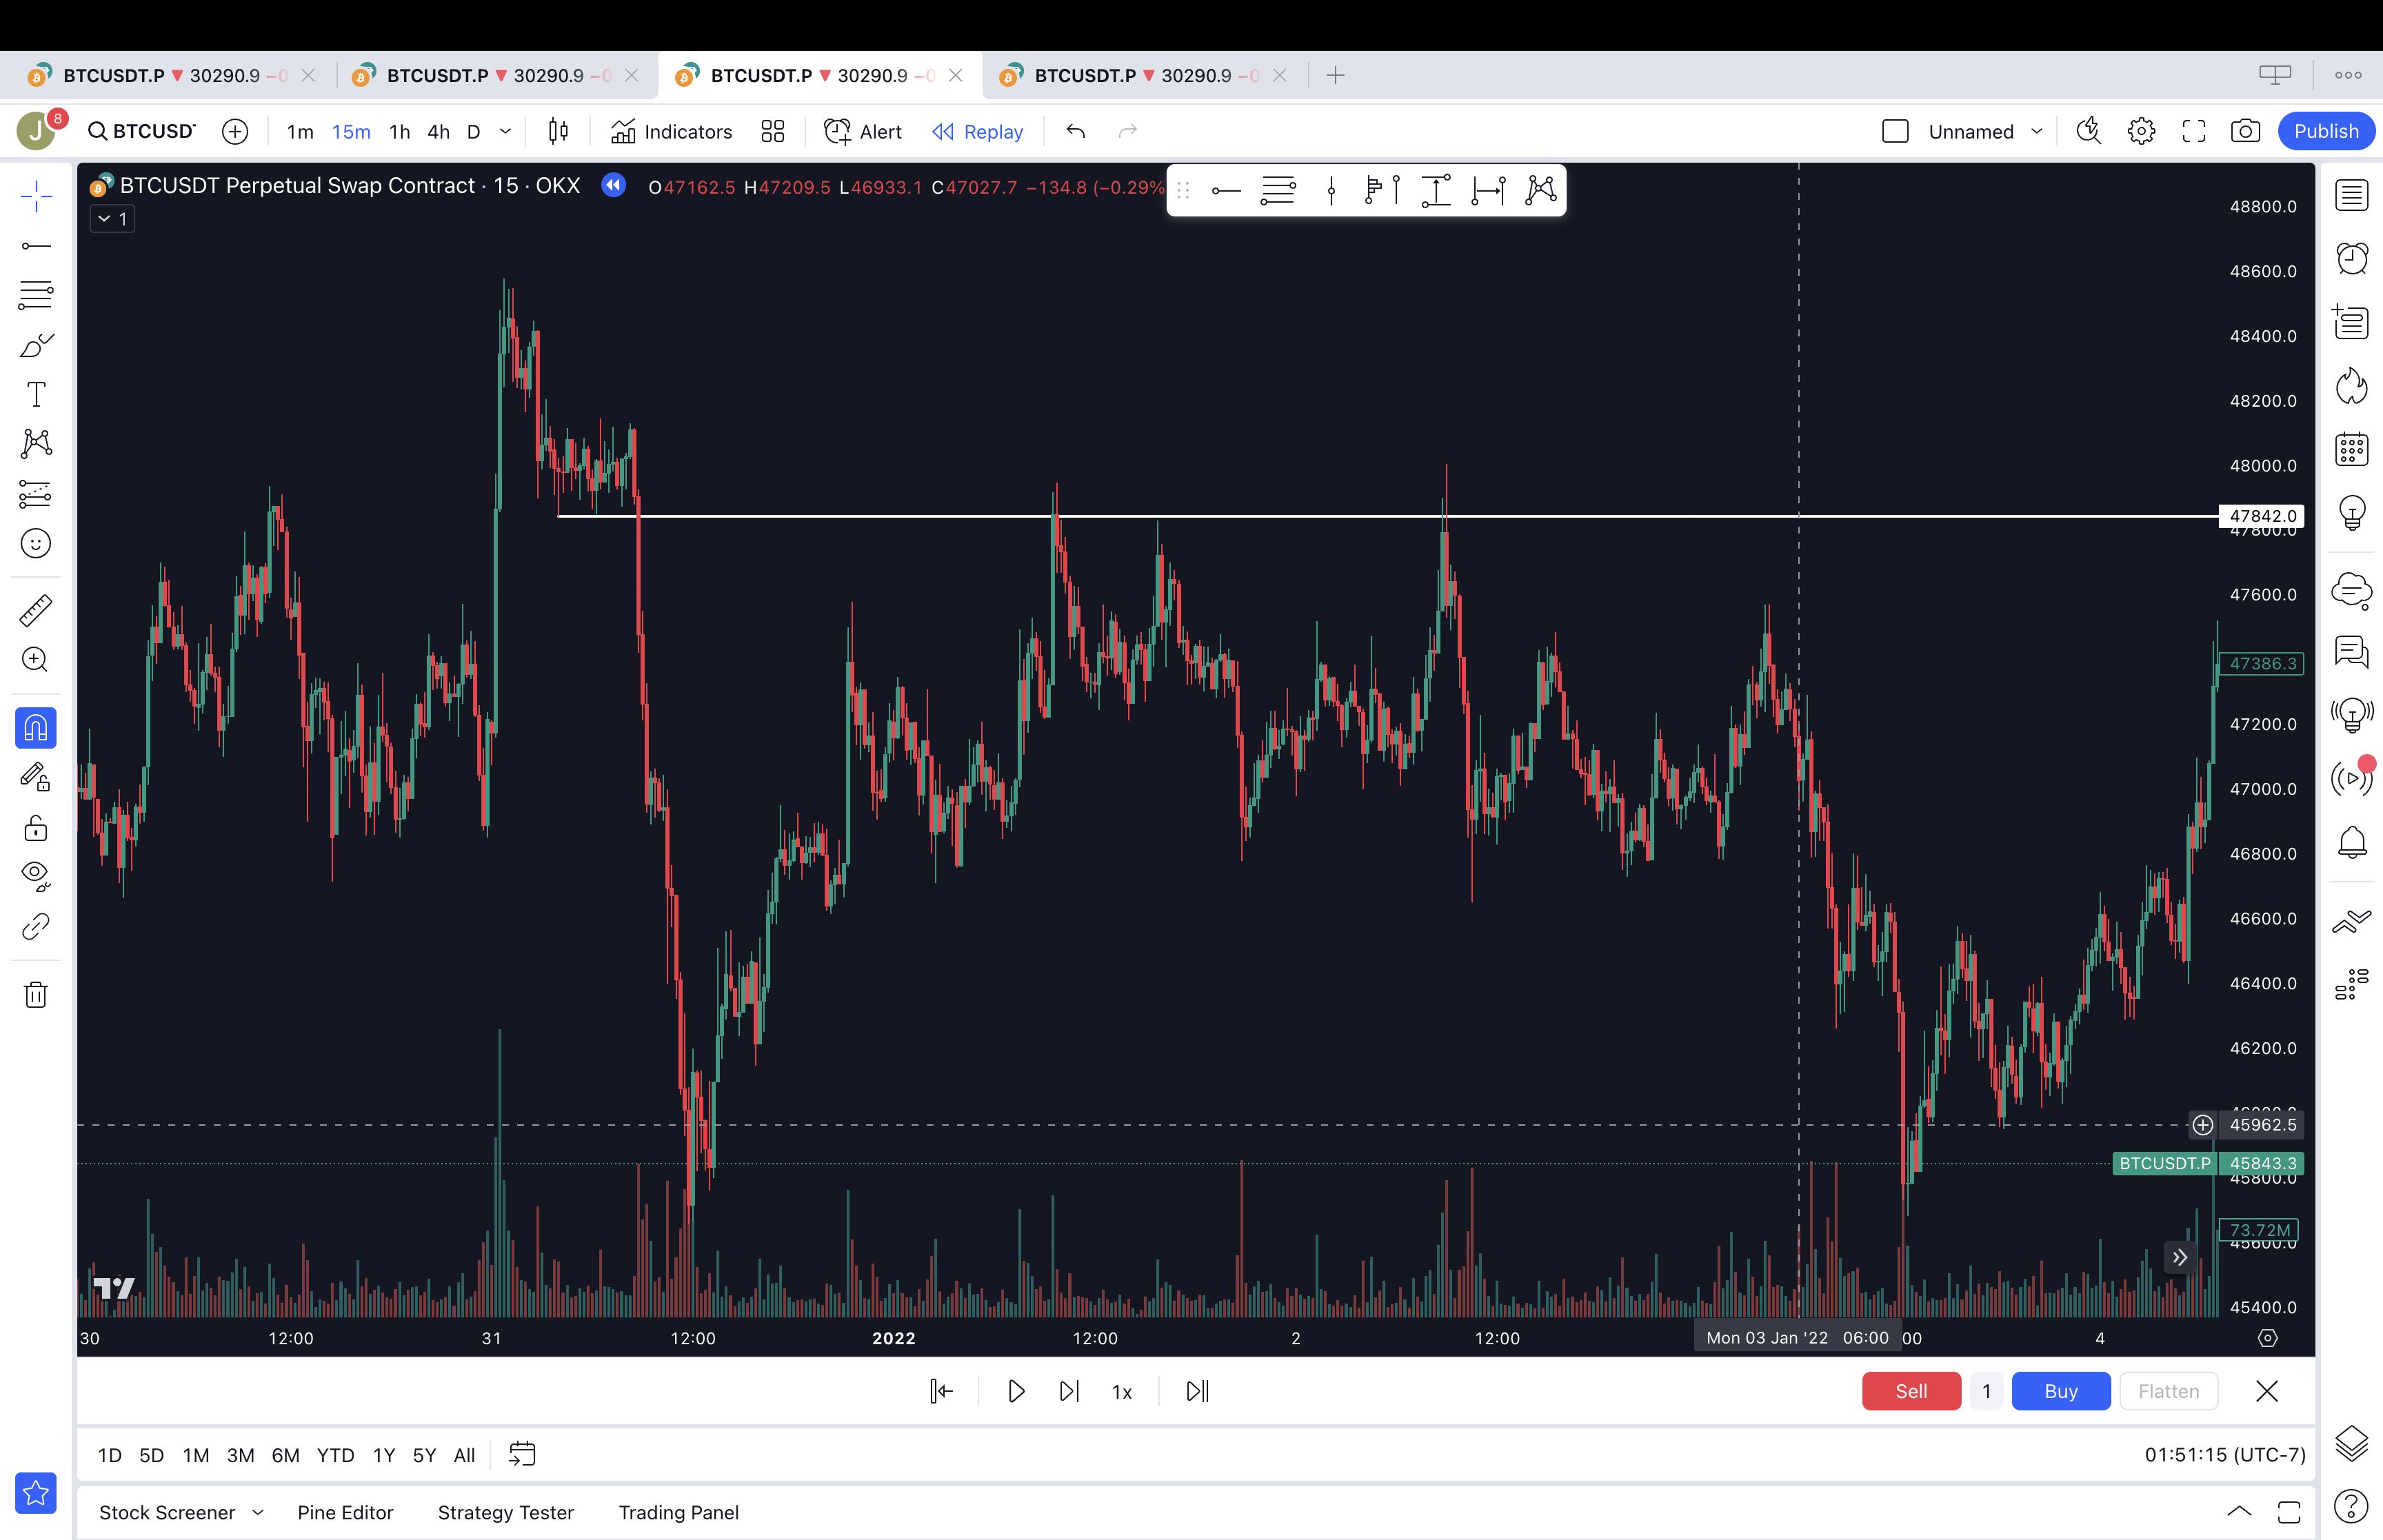 BTCUSDT.P ▼ 30290.9 −0 BTCUSDT.P ▼ 30290.9 −0 BTCUSDT.P ▼ 30290.9 −0 BTCUSDT.P ▼ 30290.9 −0
J 8 BTCUSD 1m 15m 1h 4h D Indicators Alert Replay Unnamed Publish
BTCUSDT Perpetual Swap Contract · 15 · OKX O47162.5 H47209.5 L46933.1 C47027.7 −134.8 (−0.29%
1
48800.0
48600.0
48400.0
48200.0
48000.0
47842.0
47800.0
47600.0
47386.3
47200.0
47000.0
46800.0
46600.0
46400.0
46200.0
45962.5
BTCUSDT.P 45843.3
45800.0
73.72M
45600.0
45400.0
30 12:00 31 12:00 2022 12:00 2 12:00 Mon 03 Jan '22 06:00 :00 4
1x Sell 1 Buy Flatten
1D 5D 1M 3M 6M YTD 1Y 5Y All 01:51:15 (UTC-7)
Stock Screener Pine Editor Strategy Tester Trading Panel